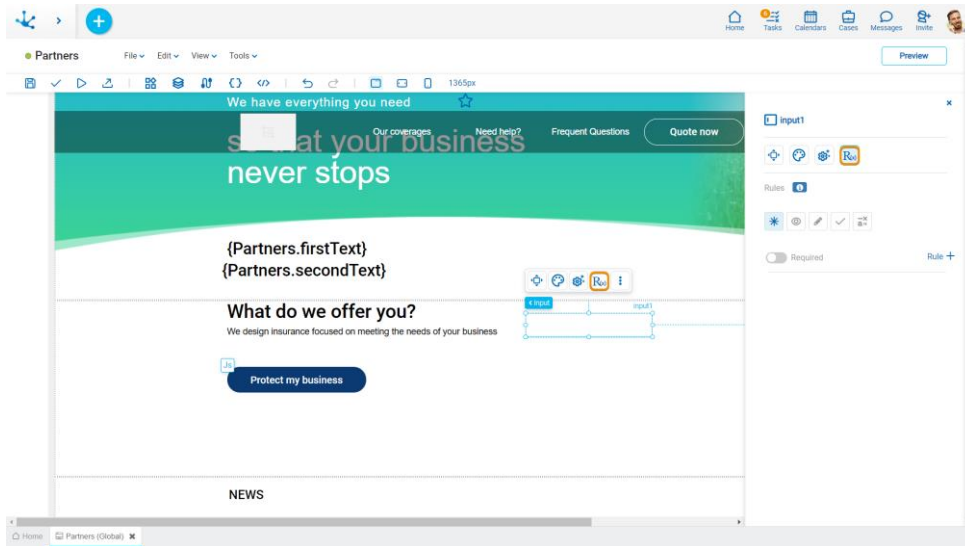 6
Home Tasks Calendars Cases Messages Invite
Partners File Edit View Tools Preview
1365px
We have everything you need
Our coverages Need help? Frequent Questions Quote now
so that your business
never stops
{Partners.firstText}
{Partners.secondText}
R(x)
input input1
What do we offer you?
We design insurance focused on meeting the needs of your business
Js
Protect my business
NEWS
input1
R(x)
Rules
Required Rule +
Home Partners (Global)